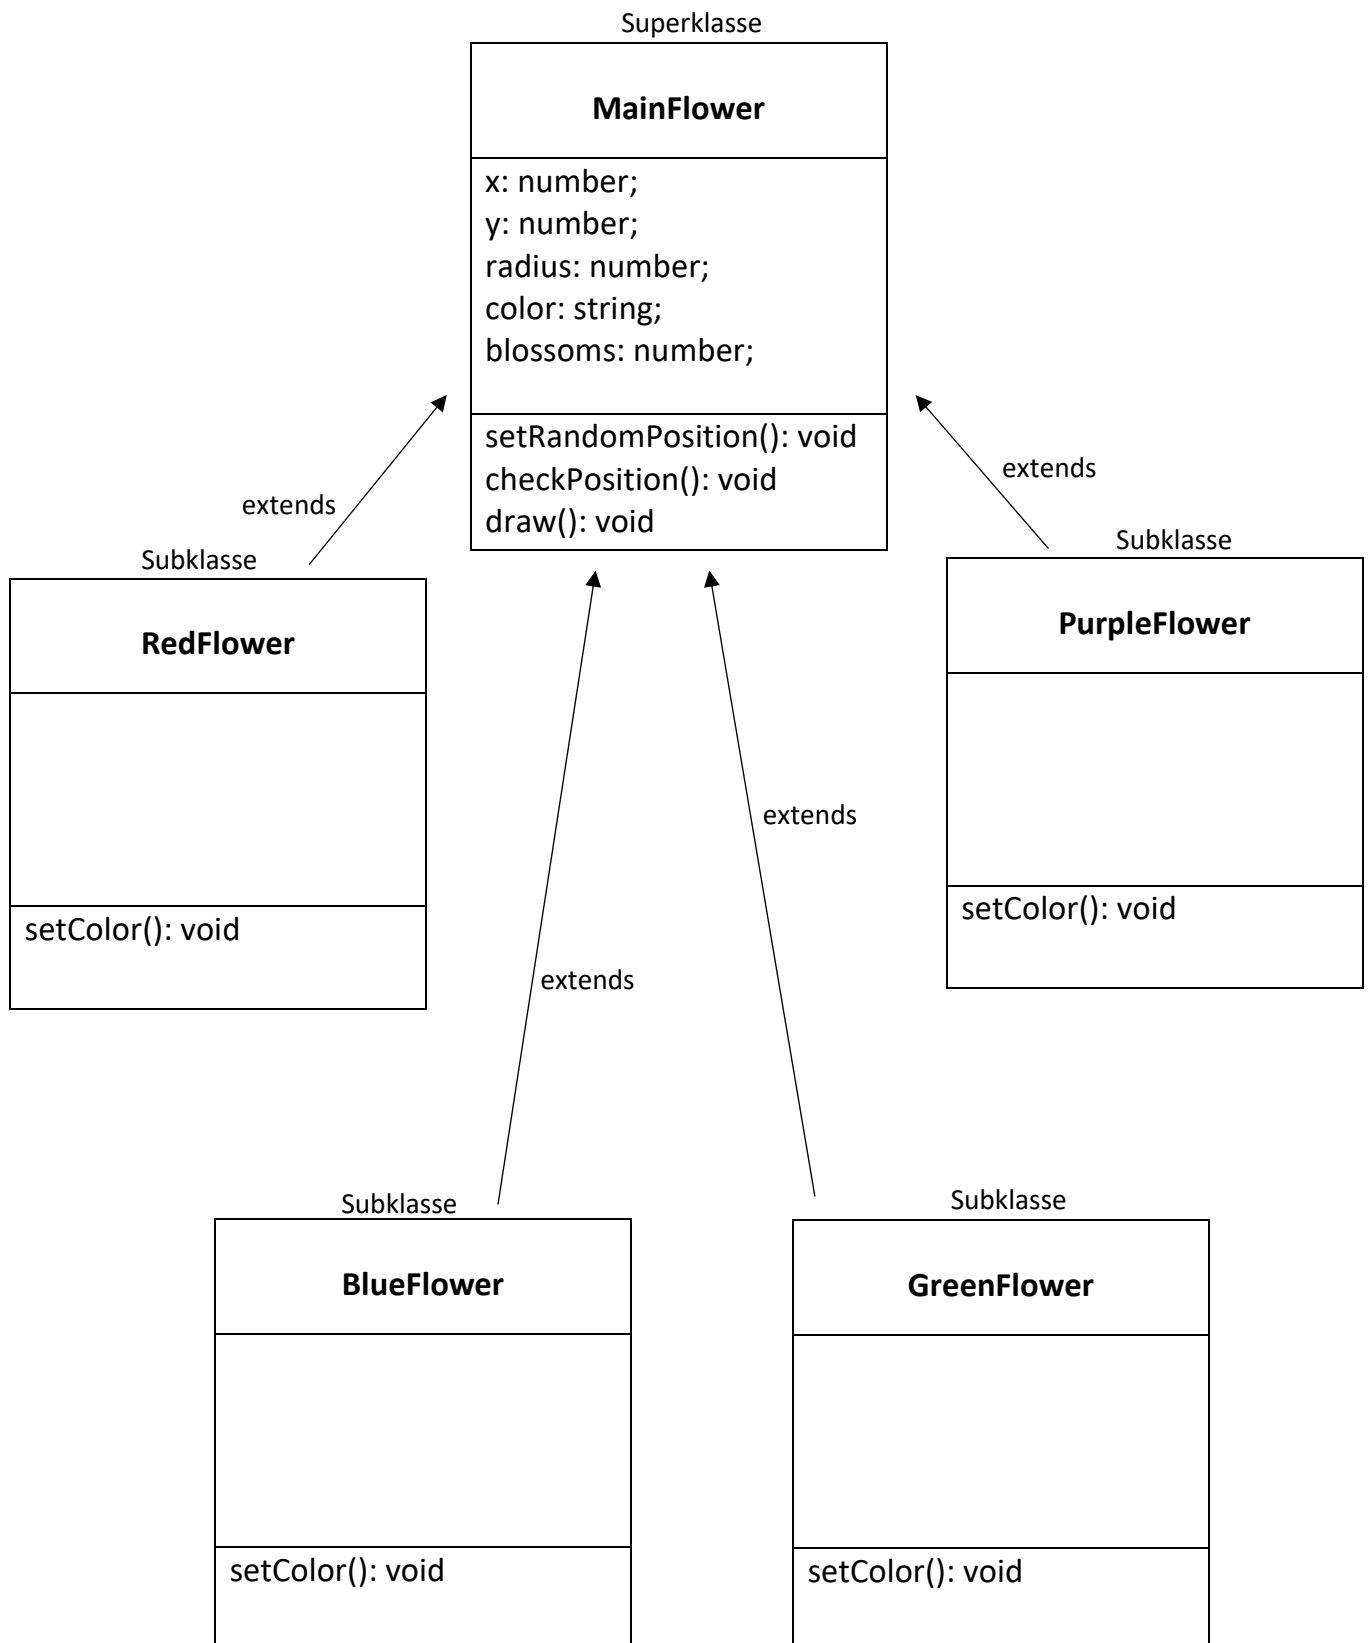 Superklasse
MainFlower
x: number;
y: number;
radius: number;
color: string;
blossoms: number;
setRandomPosition(): void
checkPosition(): void
draw(): void
extends
extends
Subklasse
RedFlower
setColor(): void
Subklasse
PurpleFlower
setColor(): void
extends
extends
Subklasse
BlueFlower
setColor(): void
Subklasse
GreenFlower
setColor(): void